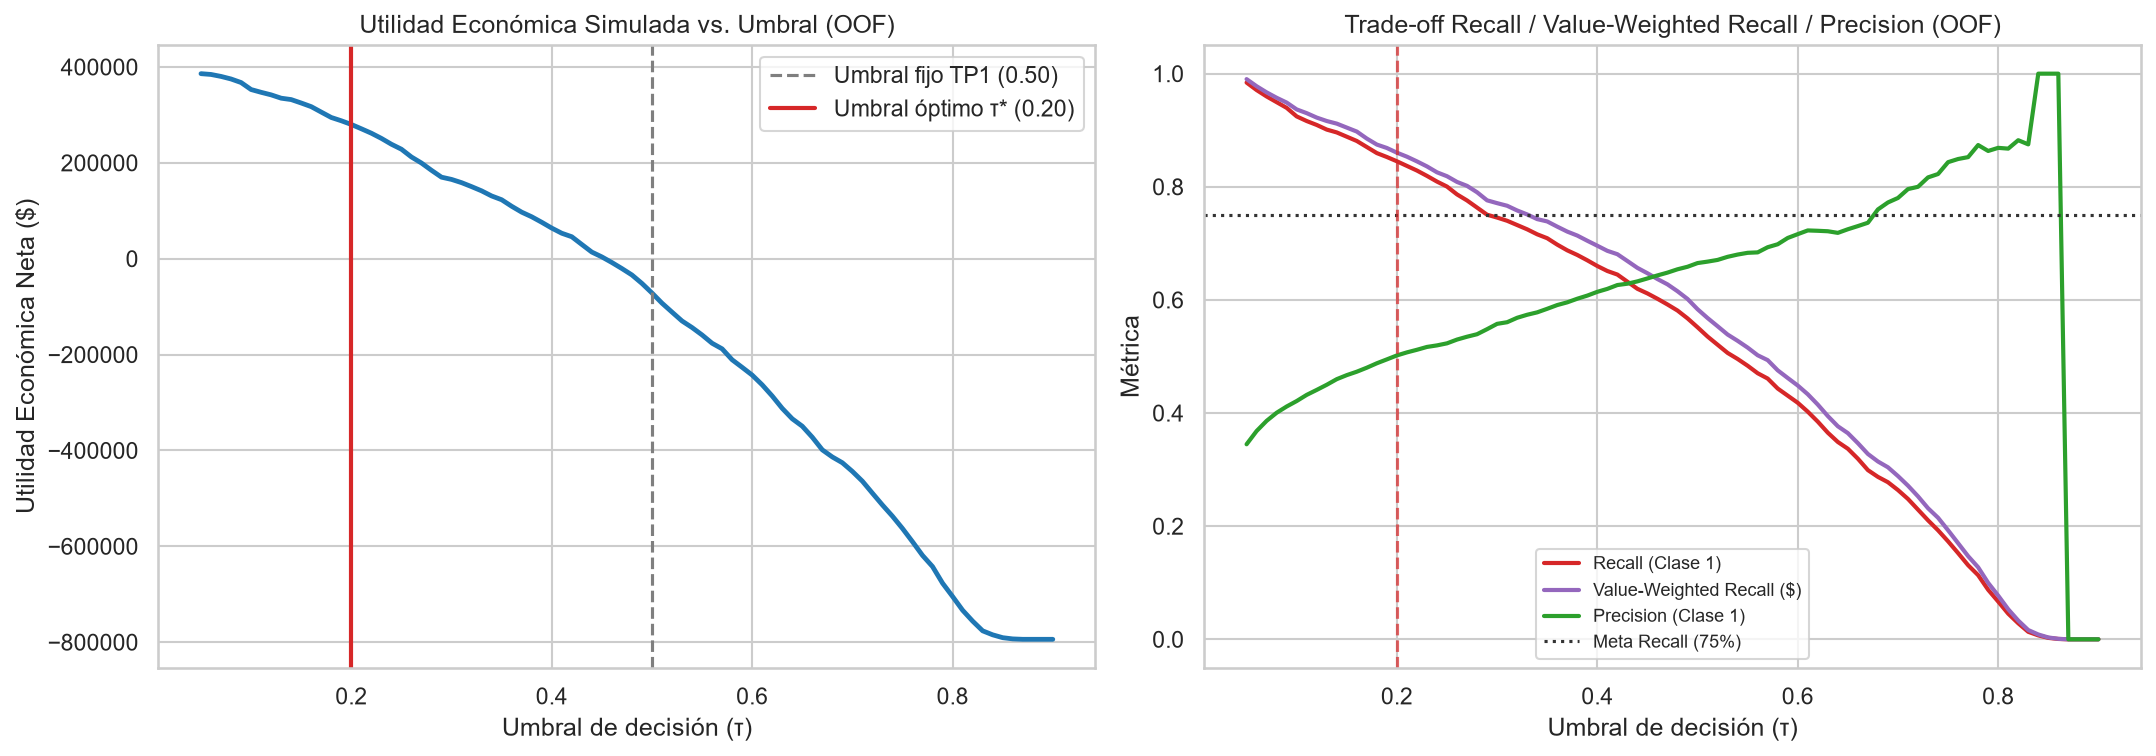 Utilidad Económica Simulada vs. Umbral (OOF)
Utilidad Económica Neta ($)
400000
200000
0
−200000
−400000
−600000
−800000
Umbral fijo TP1 (0.50)
Umbral óptimo τ* (0.20)
0.2
0.4
0.6
0.8
Umbral de decisión (τ)
Trade-off Recall / Value-Weighted Recall / Precision (OOF)
Métrica
1.0
0.8
0.6
0.4
0.2
0.0
Recall (Clase 1)
Value-Weighted Recall ($)
Precision (Clase 1)
Meta Recall (75%)
0.2
0.4
0.6
0.8
Umbral de decisión (τ)